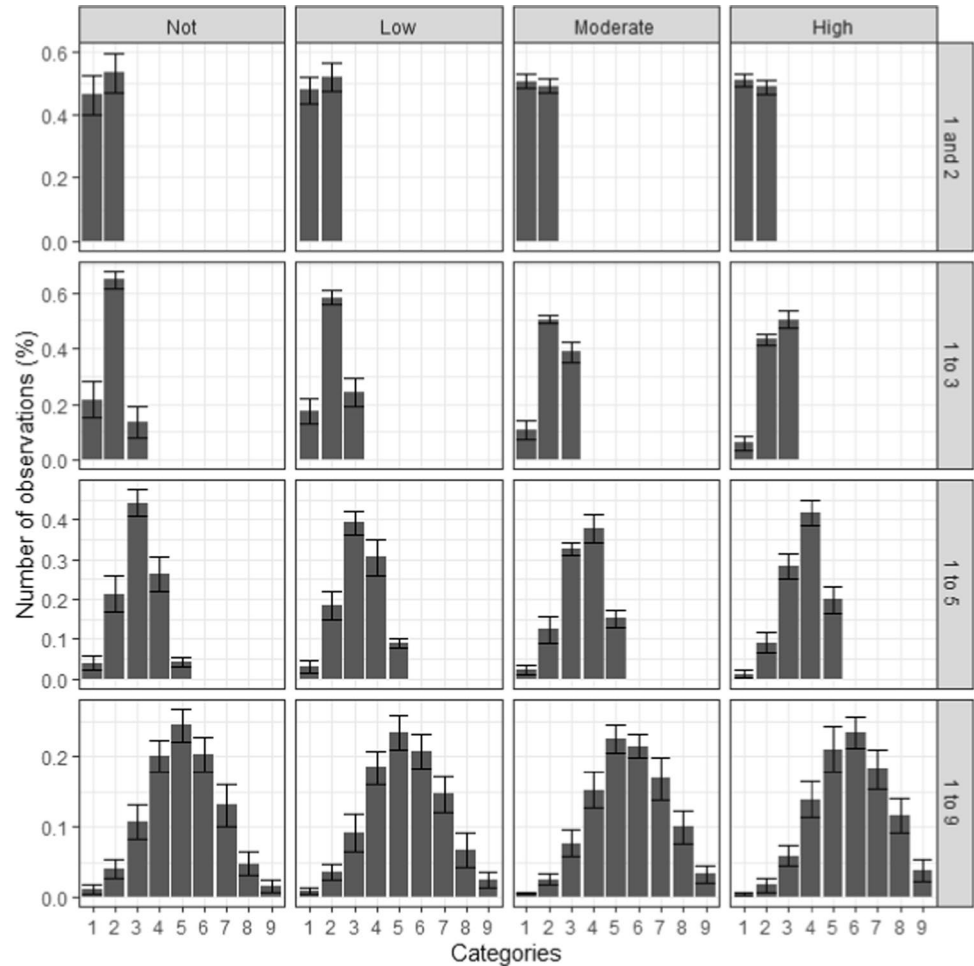 Not Low Moderate High
0.6
0.4
0.2
0.0
1 and 2
0.6
0.4
0.2
0.0
1 to 3
0.4
0.3
0.2
0.1
0.0
1 to 5
0.2
0.1
0.0
1 to 9
1 2 3 4 5 6 7 8 9 1 2 3 4 5 6 7 8 9 1 2 3 4 5 6 7 8 9 1 2 3 4 5 6 7 8 9
Number of observations (%)
Categories